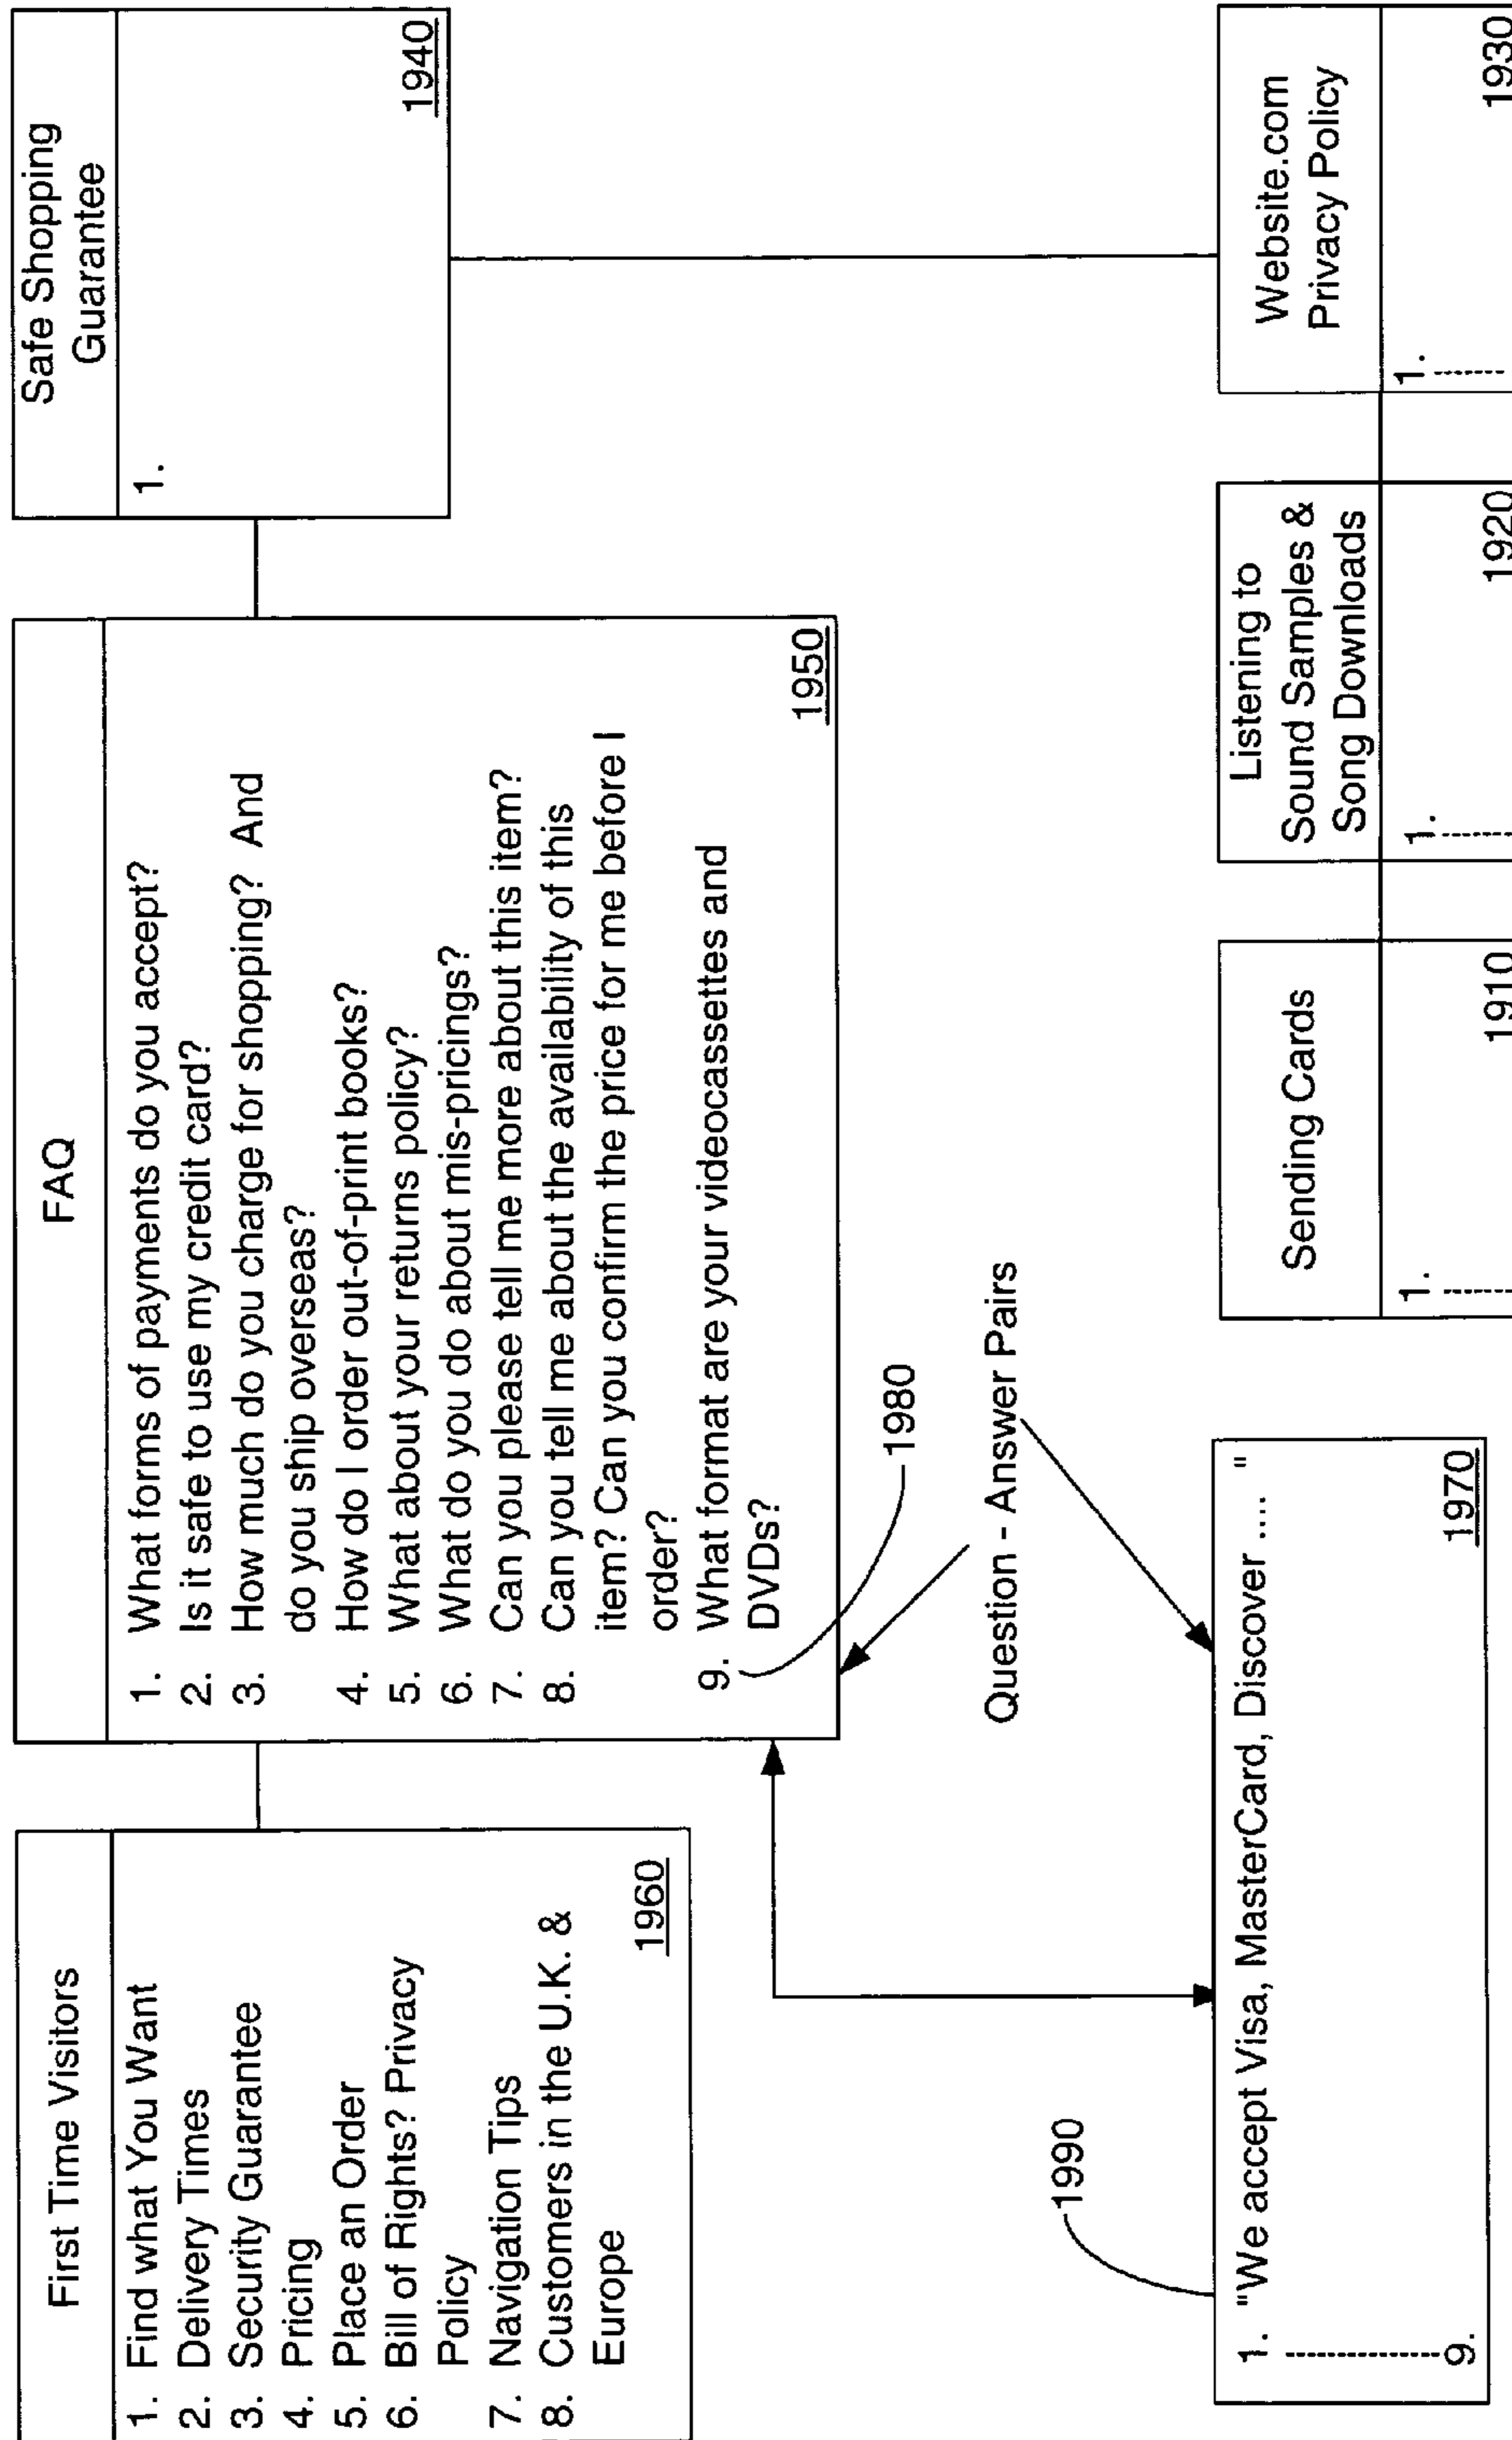 First Time Visitors
1. Find what You Want
2. Delivery Times
3. Security Guarantee
4. Pricing
5. Place an Order
6. Bill of Rights? Privacy
Policy
7. Navigation Tips
8. Customers in the U.K. &
Europe
1960
FAQ
1. What forms of payments do you accept?
2. Is it safe to use my credit card?
3. How much do you charge for shopping? And
do you ship overseas?
4. How do I order out-of-print books?
5. What about your returns policy?
6. What do you do about mis-pricings?
7. Can you please tell me more about this item?
8. Can you tell me about the availability of this
item? Can you confirm the price for me before I
order?
9. What format are your videocassettes and
DVDs?
1950
Safe Shopping
Guarantee
1.
1940
1980
Question - Answer Pairs
1990
1. "We accept Visa, MasterCard, Discover .... "
9.
1970
Sending Cards
1.
1910
Listening to
Sound Samples &
Song Downloads
1.
1920
Website.com
Privacy Policy
1.
1930